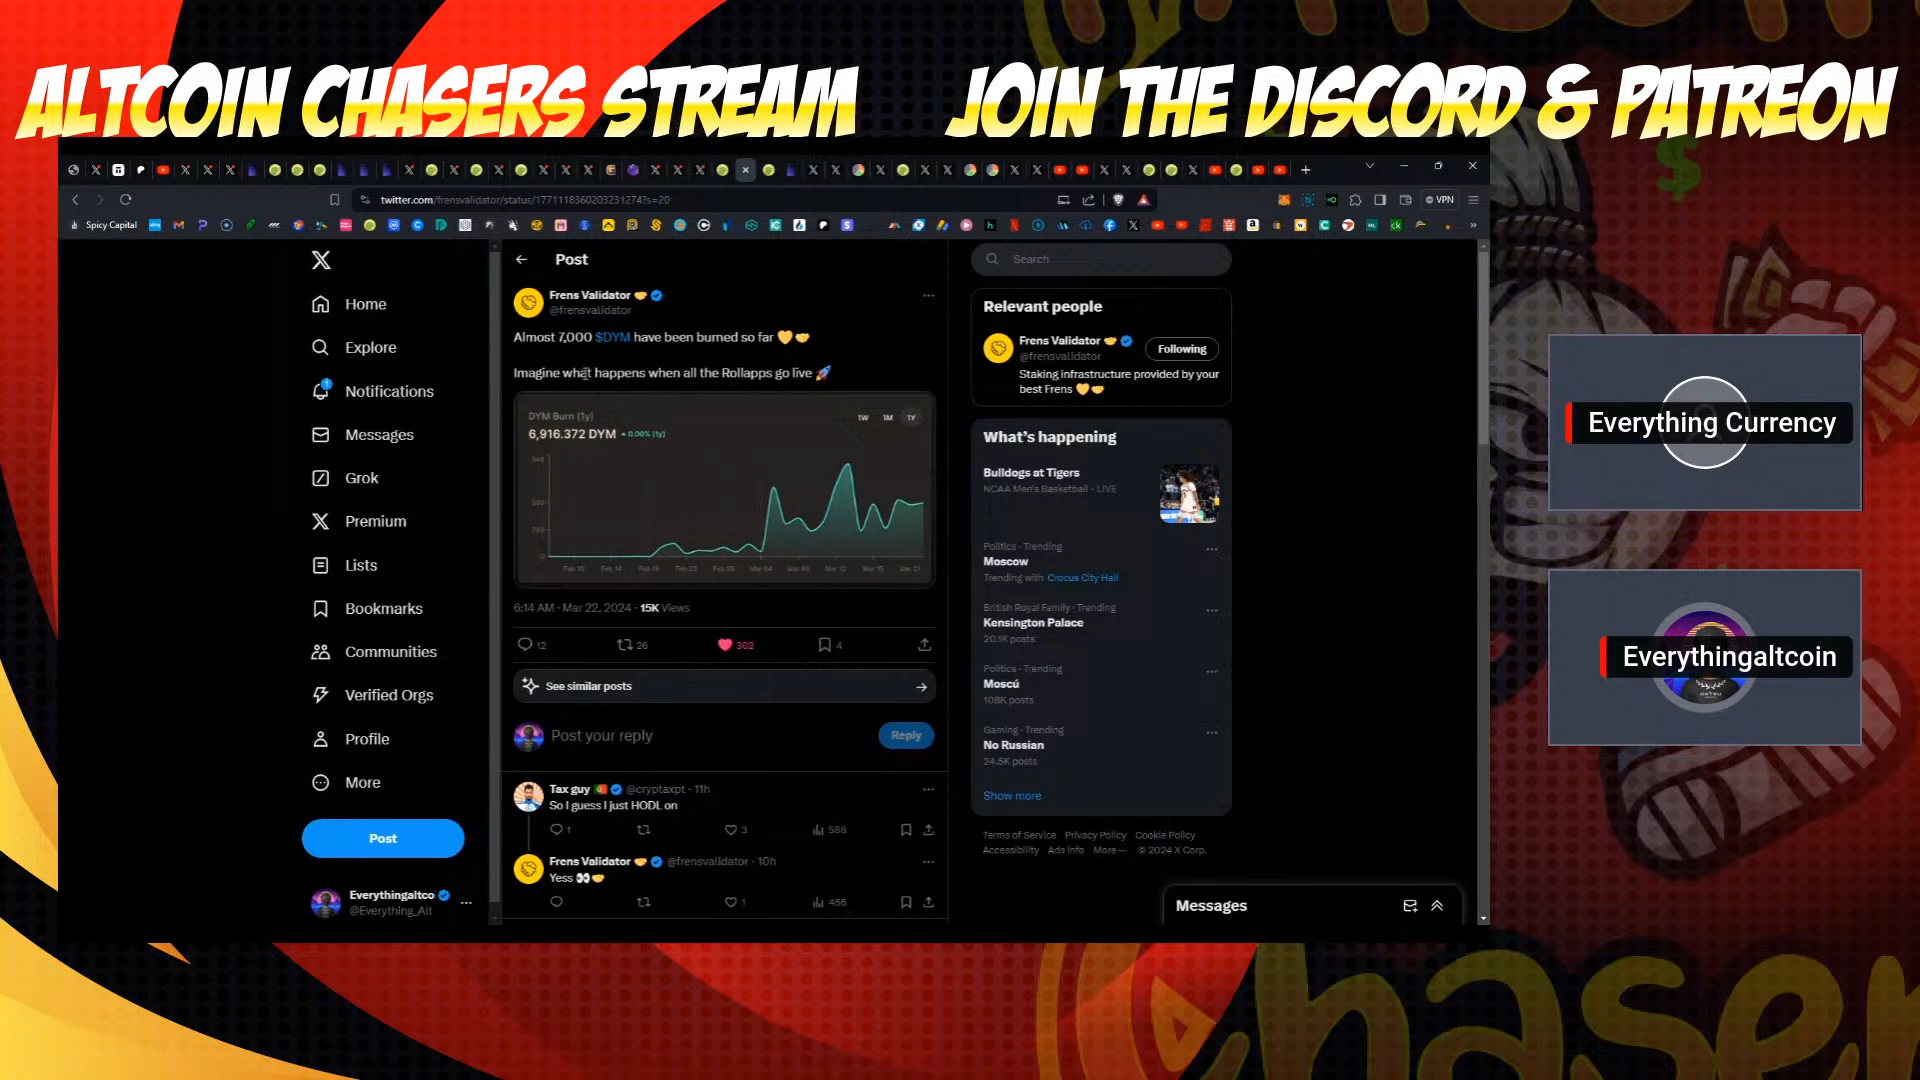 ALTCOIN CHASERS STREAM
JOIN THE DISCORD & PATREON
twitter.com/frensvalidator/status/1771118360203231274?s=20
VPN
Spicy Capital
Home
Explore
Notifications
Messages
Grok
Premium
Lists
Bookmarks
Communities
Verified Orgs
Profile
More
Post
Everythingaltco
@Everything_Alt
Post
Frens Validator
@frensvalidator
Almost 7,000 $DYM have been burned so far
Imagine what happens when all the Rollapps go live
DYM Burn (1y)
1W 1M 1Y
6,916.372 DYM 0.00% (1y)
6:14 AM · Mar 22, 2024 · 15K Views
12 26 302 4
See similar posts
Post your reply
Reply
Tax guy @cryptaxpt · 11h
So I guess I just HODL on
1 3 588
Frens Validator @frensvalidator · 10h
Yess
1 456
Search
Relevant people
Frens Validator
@frensvalidator
Following
Staking infrastructure provided by your
best Frens
What's happening
Bulldogs at Tigers
NCAA Men's Basketball · LIVE
Politics · Trending
Moscow
Trending with Crocus City Hall
British Royal Family · Trending
Kensington Palace
20.1K posts
Politics · Trending
Moscú
108K posts
Gaming · Trending
No Russian
24.5K posts
Show more
Terms of Service Privacy Policy Cookie Policy
Accessibility Ads info More ··· © 2024 X Corp.
Messages
Everything Currency
Everythingaltcoin